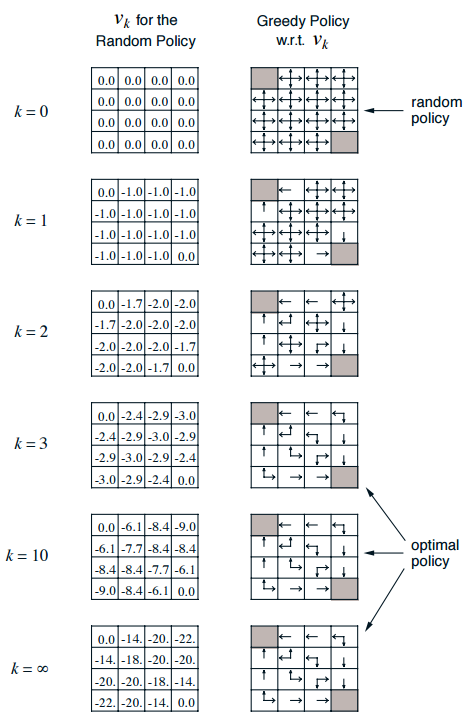 v_k for the
Random Policy
Greedy Policy
w.r.t. v_k
k = 0
0.0 0.0 0.0 0.0
0.0 0.0 0.0 0.0
0.0 0.0 0.0 0.0
0.0 0.0 0.0 0.0
random
policy
k = 1
0.0 -1.0 -1.0 -1.0
-1.0 -1.0 -1.0 -1.0
-1.0 -1.0 -1.0 -1.0
-1.0 -1.0 -1.0 0.0
k = 2
0.0 -1.7 -2.0 -2.0
-1.7 -2.0 -2.0 -2.0
-2.0 -2.0 -2.0 -1.7
-2.0 -2.0 -1.7 0.0
k = 3
0.0 -2.4 -2.9 -3.0
-2.4 -2.9 -3.0 -2.9
-2.9 -3.0 -2.9 -2.4
-3.0 -2.9 -2.4 0.0
k = 10
0.0 -6.1 -8.4 -9.0
-6.1 -7.7 -8.4 -8.4
-8.4 -8.4 -7.7 -6.1
-9.0 -8.4 -6.1 0.0
optimal
policy
k = ∞
0.0 -14. -20. -22.
-14. -18. -20. -20.
-20. -20. -18. -14.
-22. -20. -14. 0.0